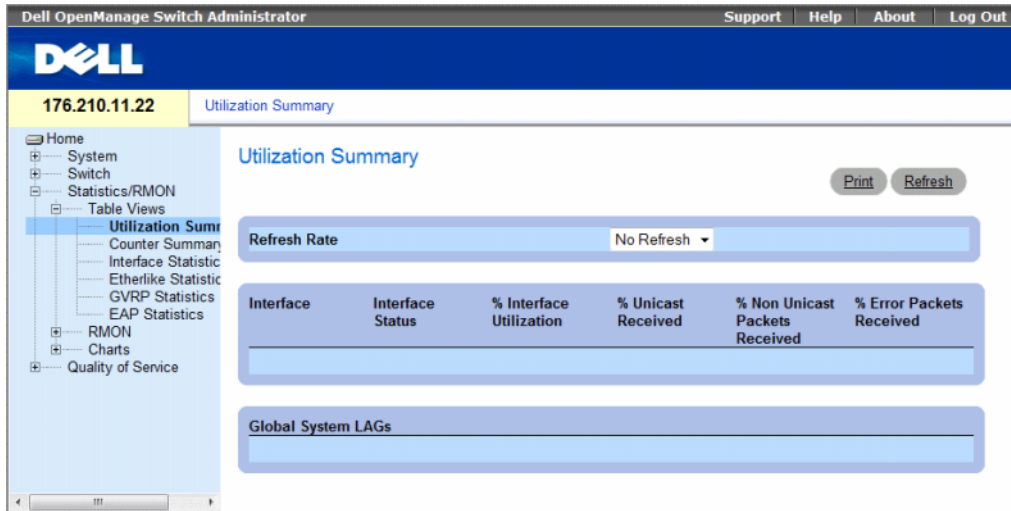 Dell OpenManage Switch Administrator
Support Help About Log Out
DELL
176.210.11.22
Utilization Summary
Home
System
Switch
Statistics/RMON
Table Views
Utilization Sumr
Counter Summary
Interface Statistic
Etherlike Statistic
GVRP Statistics
EAP Statistics
RMON
Charts
Quality of Service
Utilization Summary
Print Refresh
Refresh Rate No Refresh
Interface Interface Status % Interface Utilization % Unicast Received % Non Unicast Packets Received % Error Packets Received
Global System LAGs